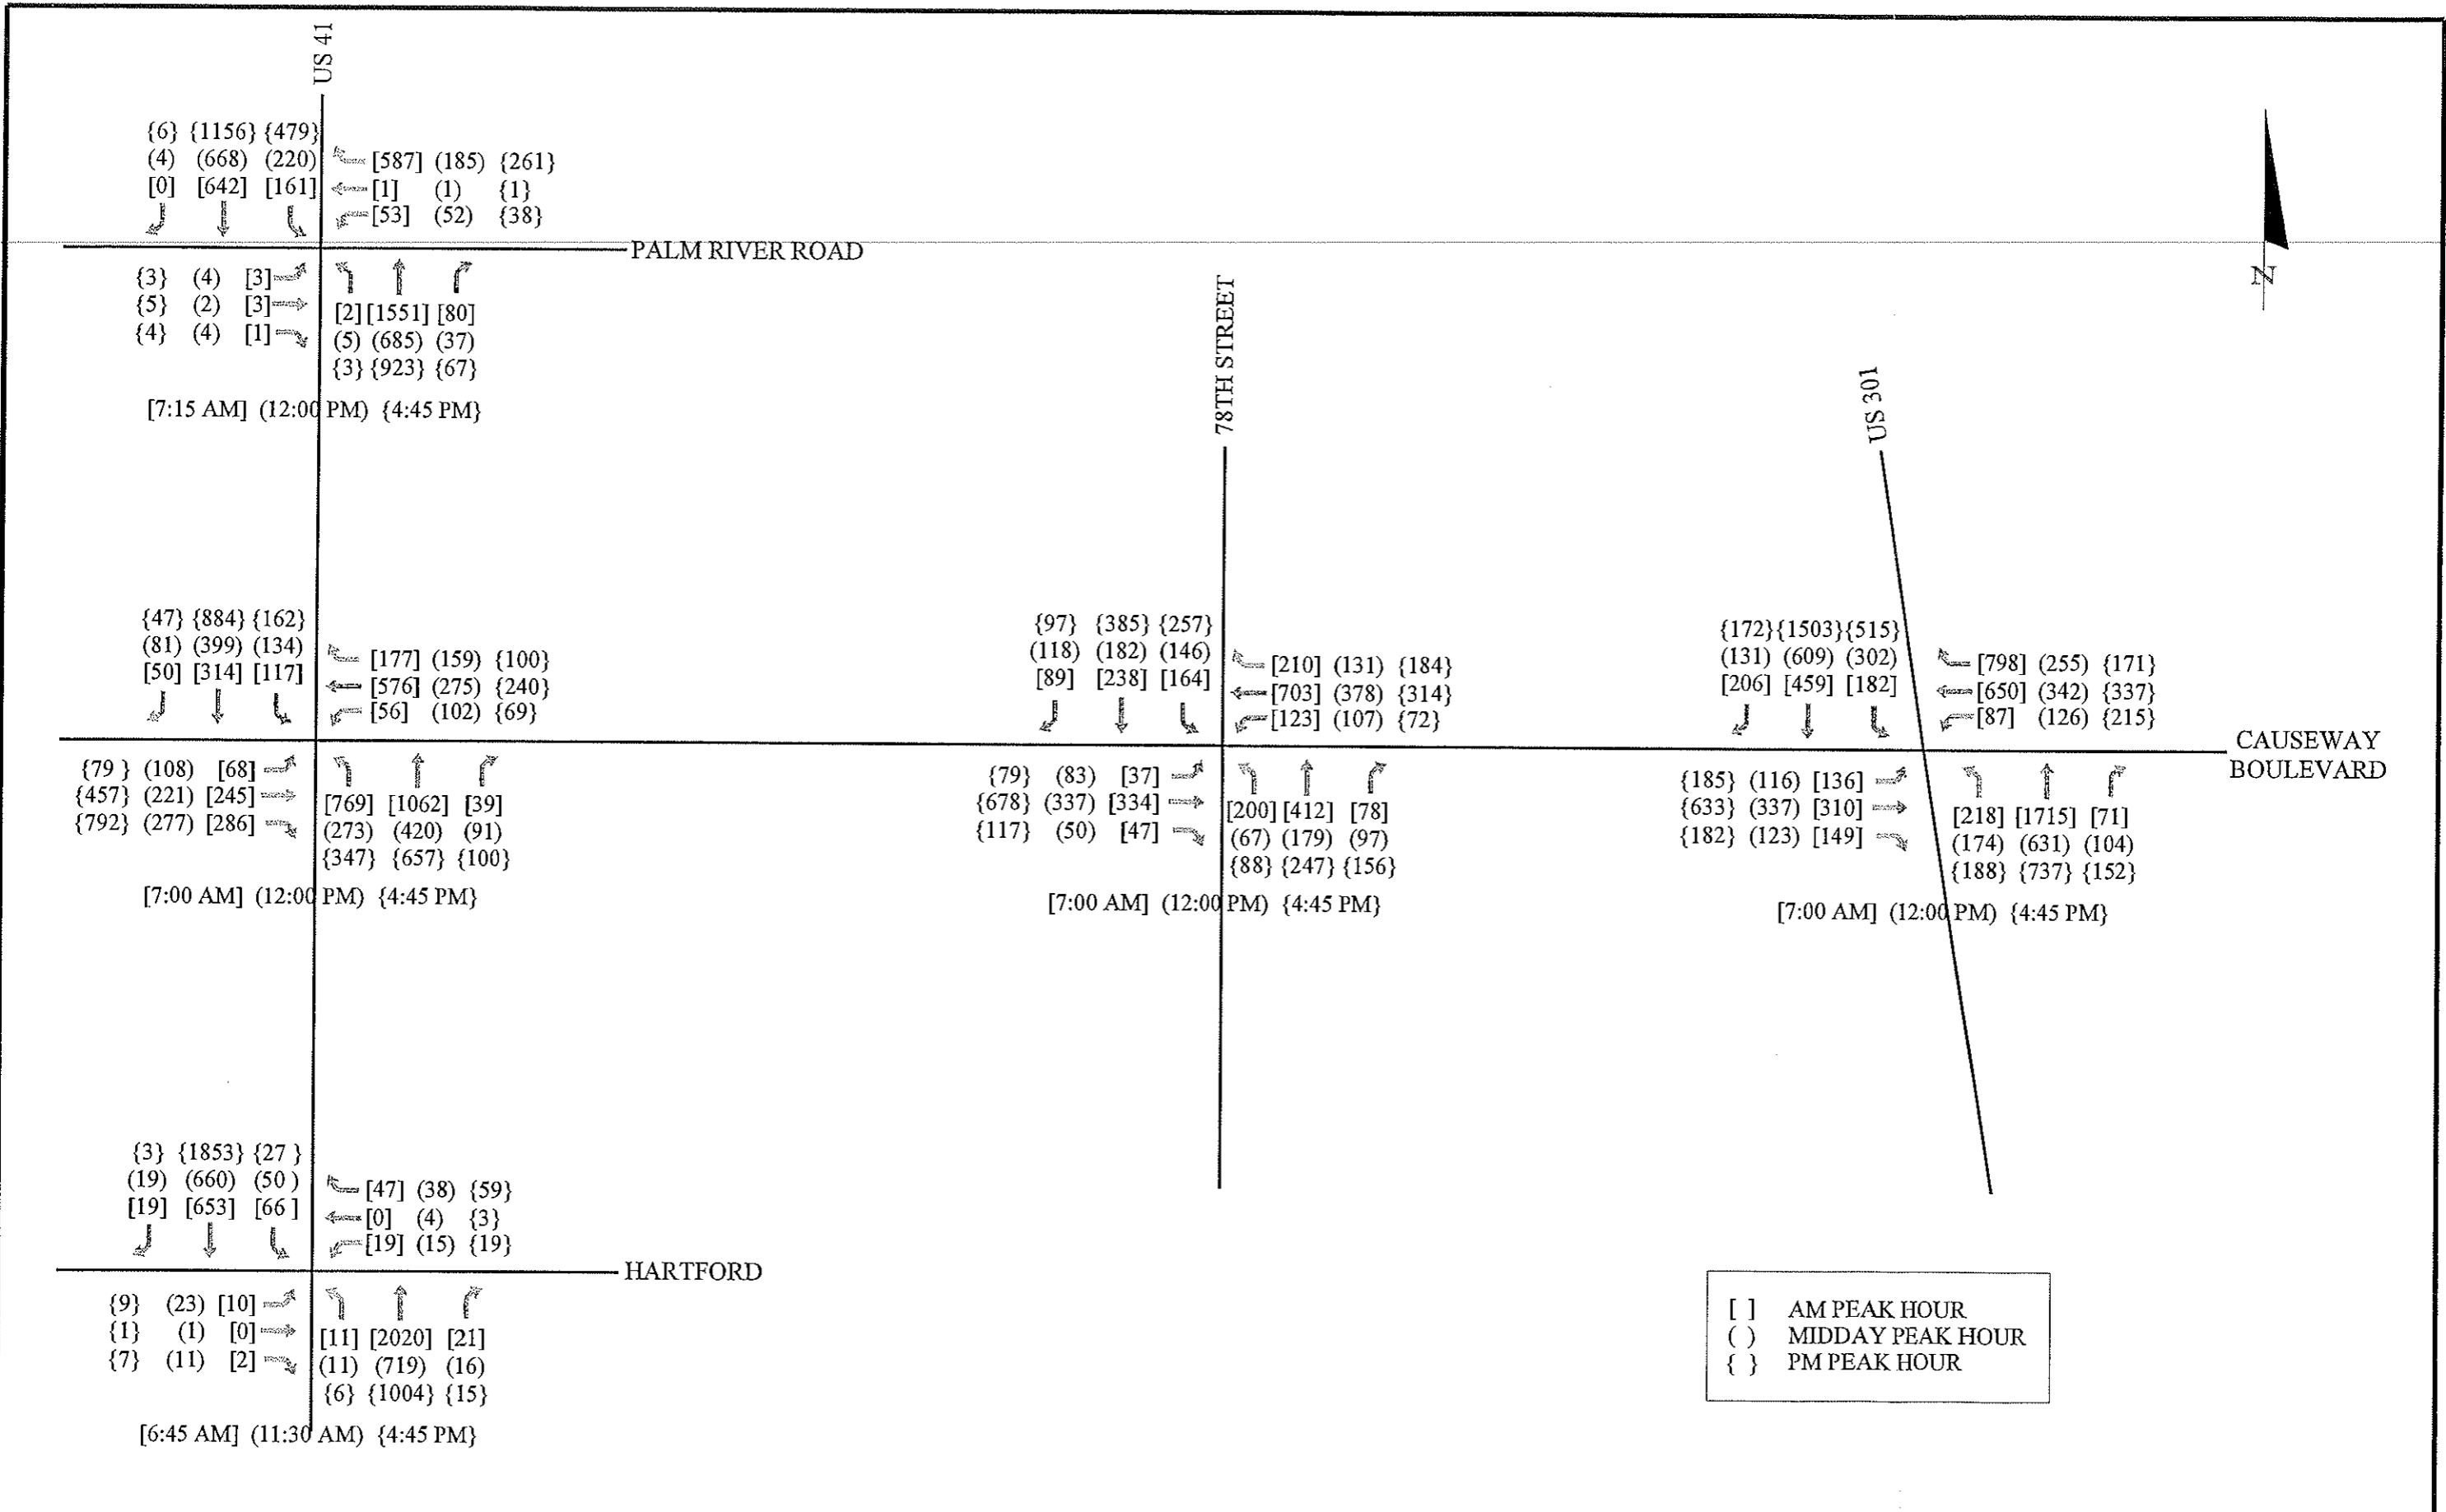 US 41
{6} {1156} {479}
(4) (668) (220)
[0] [642] [161]
[587] (185) {261}
[1] (1) {1}
[53] (52) {38}
PALM RIVER ROAD
{3} (4) [3]
{5} (2) [3]
{4} (4) [1]
[2] [1551] [80]
(5) (685) (37)
{3} {923} {67}
[7:15 AM] (12:00 PM) {4:45 PM}
N
78TH STREET
US 301
{47} {884} {162}
(81) (399) (134)
[50] [314] [117]
[177] (159) {100}
[576] (275) {240}
[56] (102) {69}
{79 } (108) [68]
{457} (221) [245]
{792} (277) [286]
[769] [1062] [39]
(273) (420) (91)
{347} {657} {100}
[7:00 AM] (12:00 PM) {4:45 PM}
{97} {385} {257}
(118) (182) (146)
[89] [238] [164]
[210] (131) {184}
[703] (378) {314}
[123] (107) {72}
{79} (83) [37]
{678} (337) [334]
{117} (50) [47]
[200] [412] [78]
(67) (179) (97)
{88} {247} {156}
[7:00 AM] (12:00 PM) {4:45 PM}
{172} {1503} {515}
(131) (609) (302)
[206] [459] [182]
[798] (255) {171}
[650] (342) {337}
[87] (126) {215}
CAUSEWAY
BOULEVARD
{185} (116) [136]
{633} (337) [310]
{182} (123) [149]
[218] [1715] [71]
(174) (631) (104)
{188} {737} {152}
[7:00 AM] (12:00 PM) {4:45 PM}
{3} {1853} {27 }
(19) (660) (50 )
[19] [653] [66 ]
[47] (38) {59}
[0] (4) {3}
[19] (15) {19}
HARTFORD
{9} (23) [10]
{1} (1) [0]
{7} (11) [2]
[11] [2020] [21]
(11) (719) (16)
{6} {1004} {15}
[6:45 AM] (11:30 AM) {4:45 PM}
[ ] AM PEAK HOUR
( ) MIDDAY PEAK HOUR
{ } PM PEAK HOUR